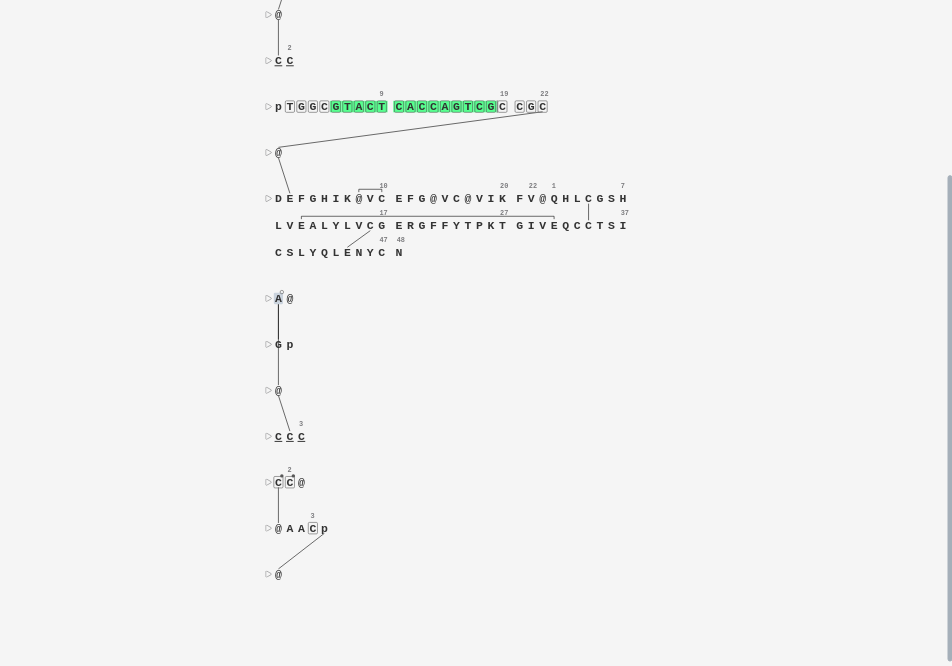 @
2
C C
9 19 22
p T G G C G T A C T C A C C A G T C G C C G C
@
10 20 22 1 7
D E F G H I K @ V C E F G @ V C @ V I K F V @ Q H L C G S H
17 27 37
L V E A L Y L V C G E R G F F Y T P K T G I V E Q C C T S I
47 48
C S L Y Q L E N Y C N
A @
G p
@
3
C C C
2
C C @
3
@ A A C p
@